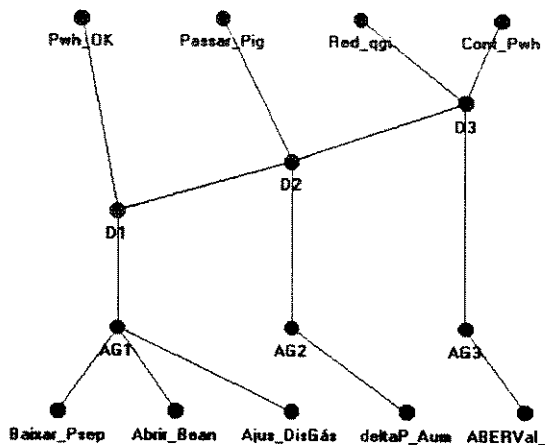 Pwh_OK Passar_Pig Red_qgi Cont_Pwh
D3
D2
D1
AG1 AG2 AG3
Baixar_Psep Abrir_Bean Ajus_DisGás deltaP_Aum ABERVal_